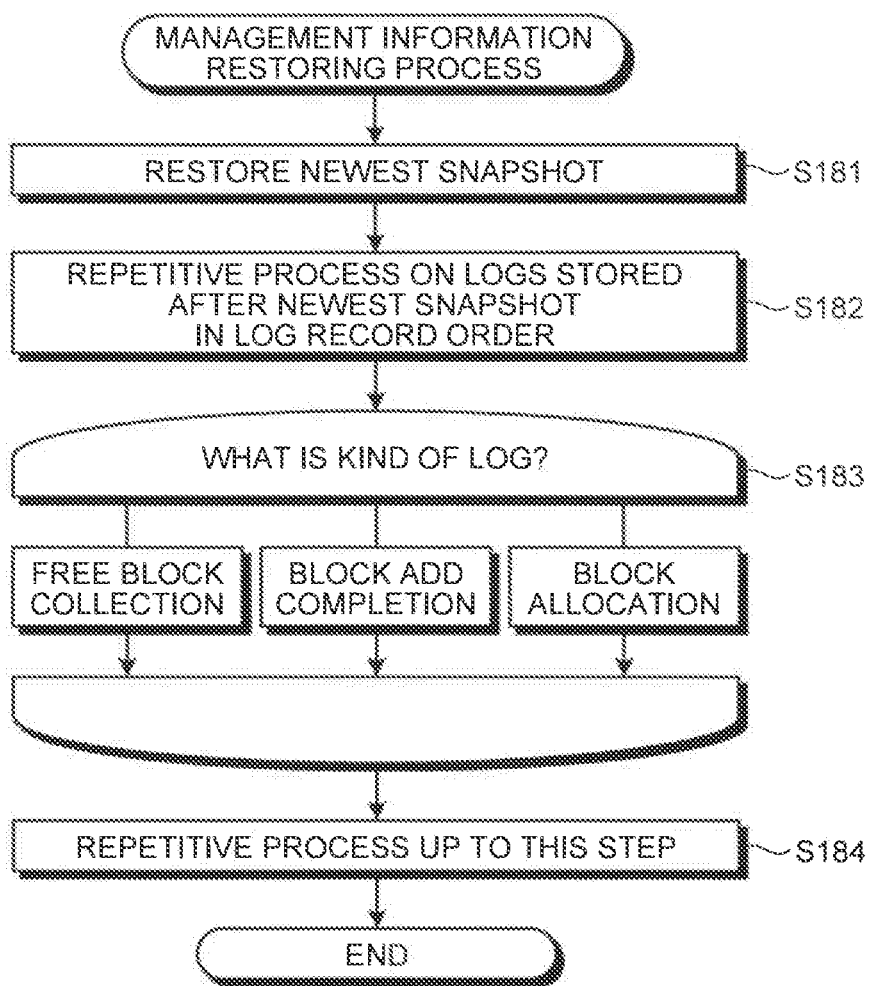 MANAGEMENT INFORMATION
RESTORING PROCESS
RESTORE NEWEST SNAPSHOT
S181
REPETITIVE PROCESS ON LOGS STORED
AFTER NEWEST SNAPSHOT
IN LOG RECORD ORDER
S182
WHAT IS KIND OF LOG?
S183
FREE BLOCK
COLLECTION
BLOCK ADD
COMPLETION
BLOCK
ALLOCATION
REPETITIVE PROCESS UP TO THIS STEP
S184
END